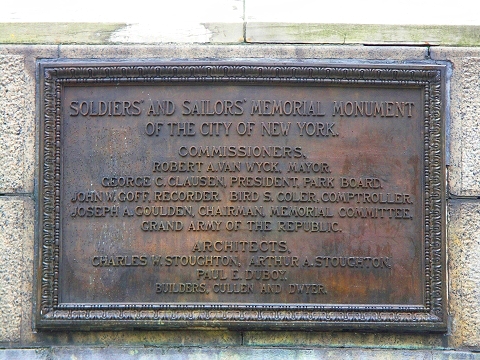 SOLDIERS' AND SAILORS' MEMORIAL MONUMENT
OF THE CITY OF NEW YORK.
COMMISSIONERS.
ROBERT A. VAN WYCK, MAYOR.
GEORGE C. CLAUSEN, PRESIDENT, PARK BOARD.
JOHN W. GOFF, RECORDER. BIRD S. COLER, COMPTROLLER.
JOSEPH A. GOULDEN, CHAIRMAN, MEMORIAL COMMITTEE,
GRAND ARMY OF THE REPUBLIC.
ARCHITECTS.
CHARLES W. STOUGHTON, ARTHUR A. STOUGHTON,
PAUL E. DUBOY.
BUILDERS, CULLEN AND DWYER.